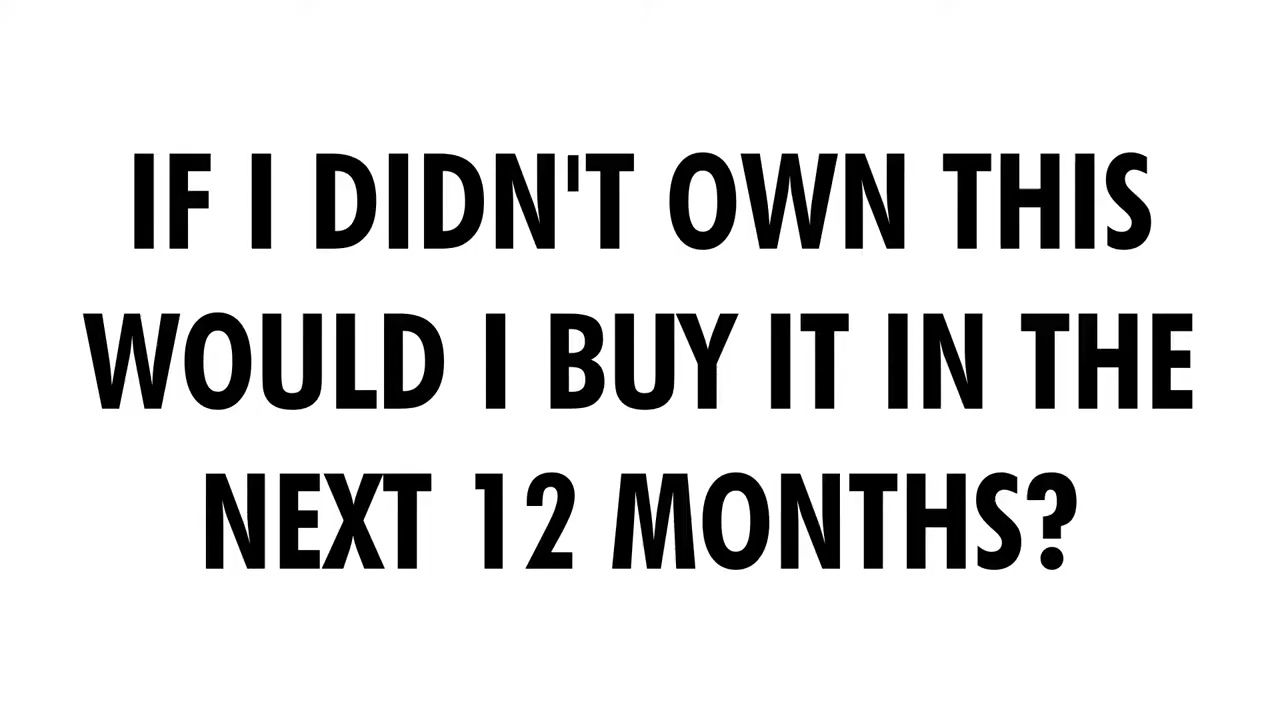 IF I DIDN'T OWN THIS
WOULD I BUY IT IN THE
NEXT 12 MONTHS?